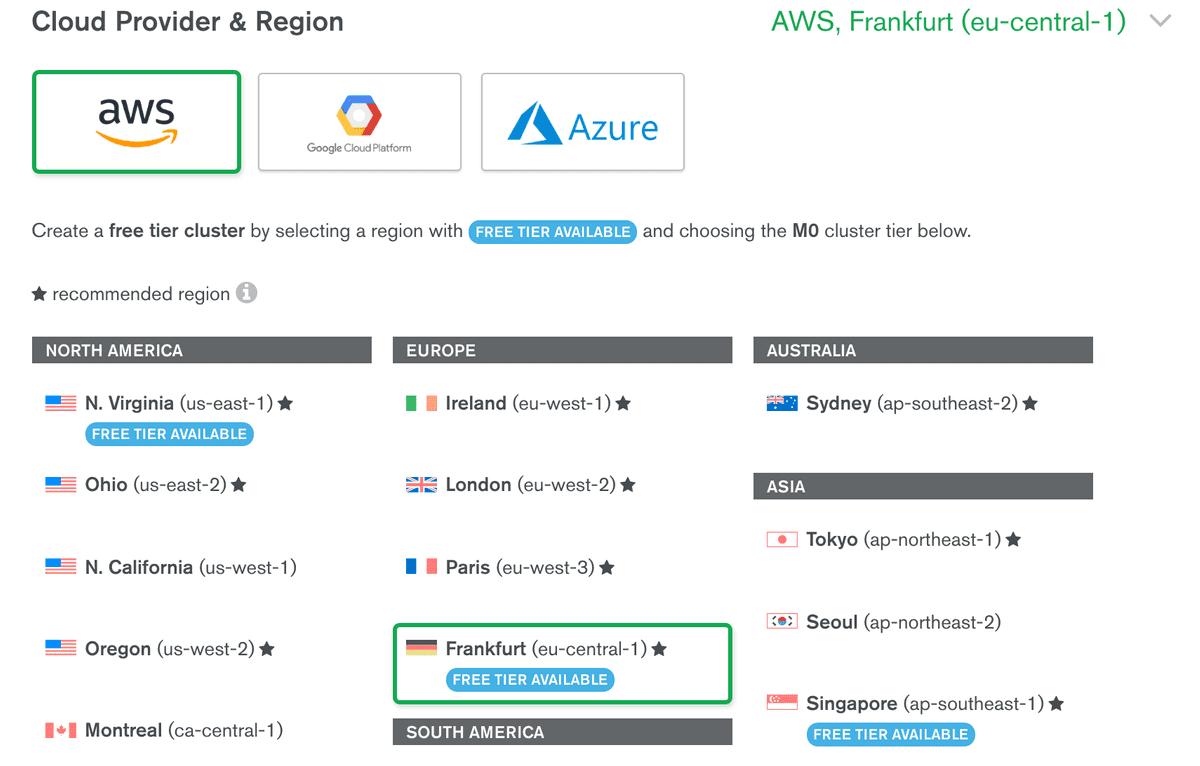 Cloud Provider & Region
AWS, Frankfurt (eu-central-1)
aws
Google Cloud Platform
Azure
Create a free tier cluster by selecting a region with FREE TIER AVAILABLE and choosing the M0 cluster tier below.
★ recommended region
NORTH AMERICA
N. Virginia (us-east-1) ★
FREE TIER AVAILABLE
Ohio (us-east-2) ★
N. California (us-west-1)
Oregon (us-west-2) ★
Montreal (ca-central-1)
EUROPE
Ireland (eu-west-1) ★
London (eu-west-2) ★
Paris (eu-west-3) ★
Frankfurt (eu-central-1) ★
FREE TIER AVAILABLE
SOUTH AMERICA
AUSTRALIA
Sydney (ap-southeast-2) ★
ASIA
Tokyo (ap-northeast-1) ★
Seoul (ap-northeast-2)
Singapore (ap-southeast-1) ★
FREE TIER AVAILABLE